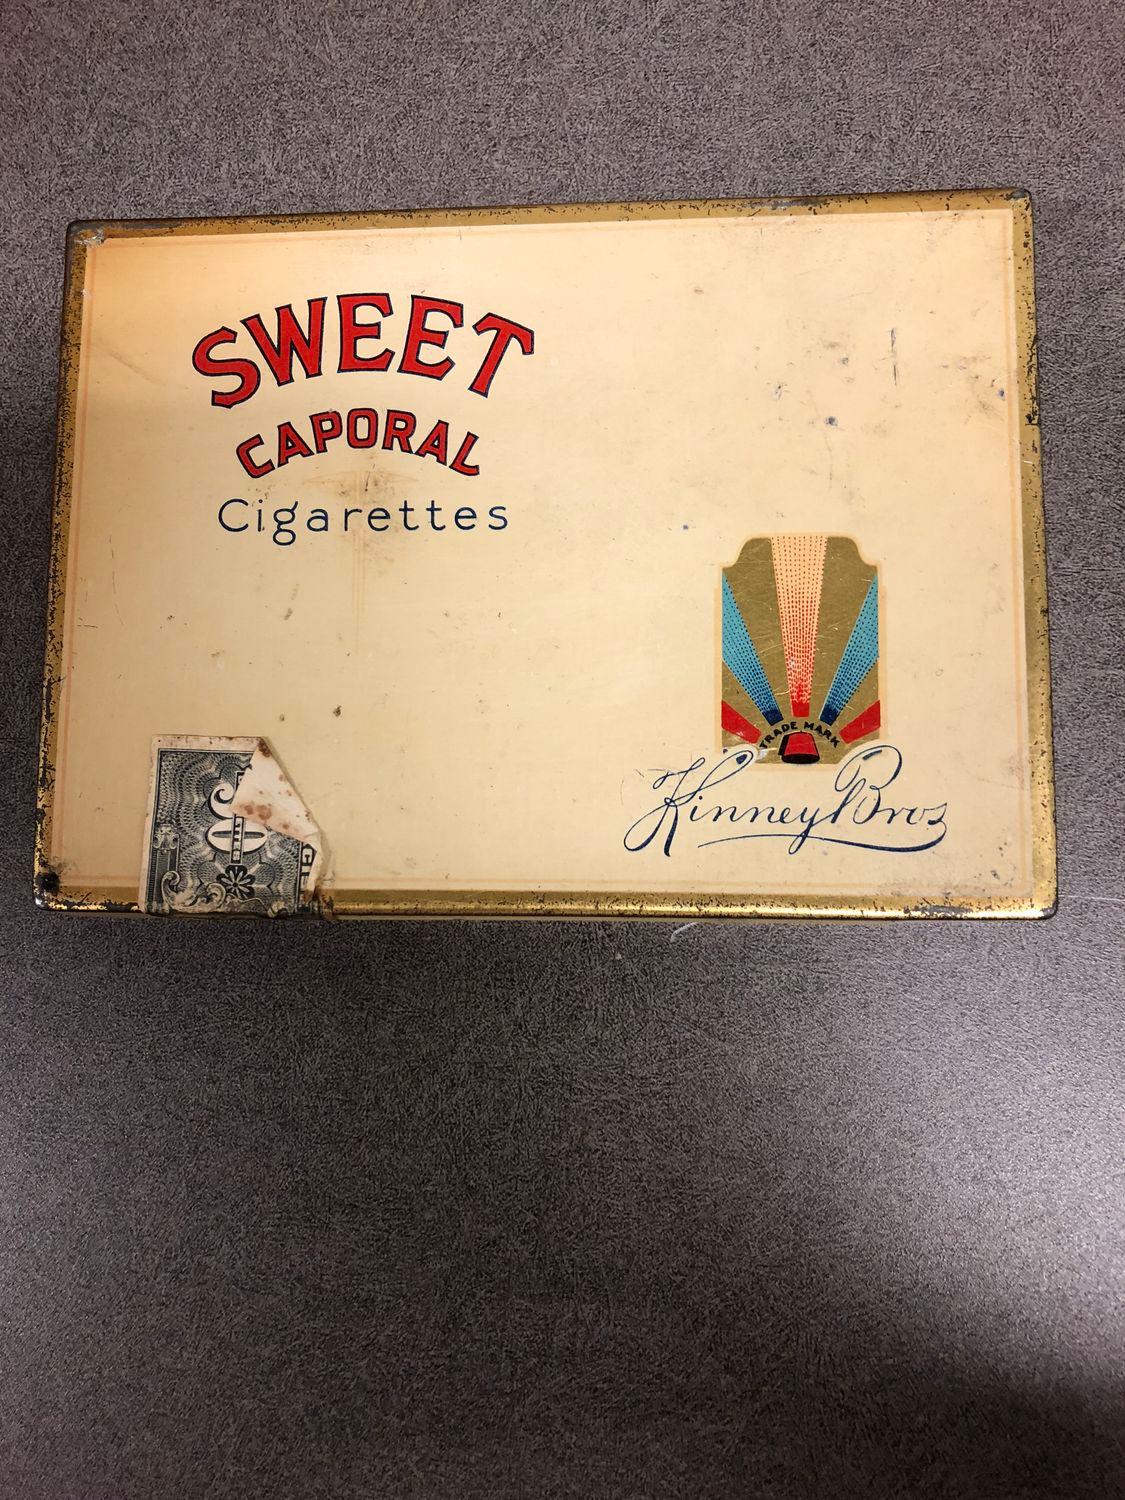 SWEET
CAPORAL
Cigarettes
TRADE MARK
Kinney Bros